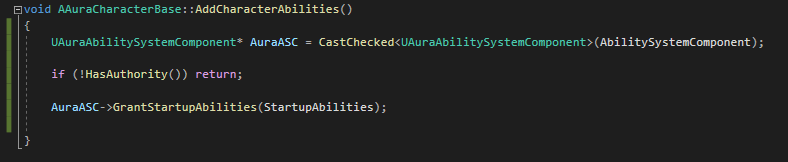 void AAuraCharacterBase::AddCharacterAbilities()
{
UAuraAbilitySystemComponent* AuraASC = CastChecked<UAuraAbilitySystemComponent>(AbilitySystemComponent);
if (!HasAuthority()) return;
AuraASC->GrantStartupAbilities(StartupAbilities);
}